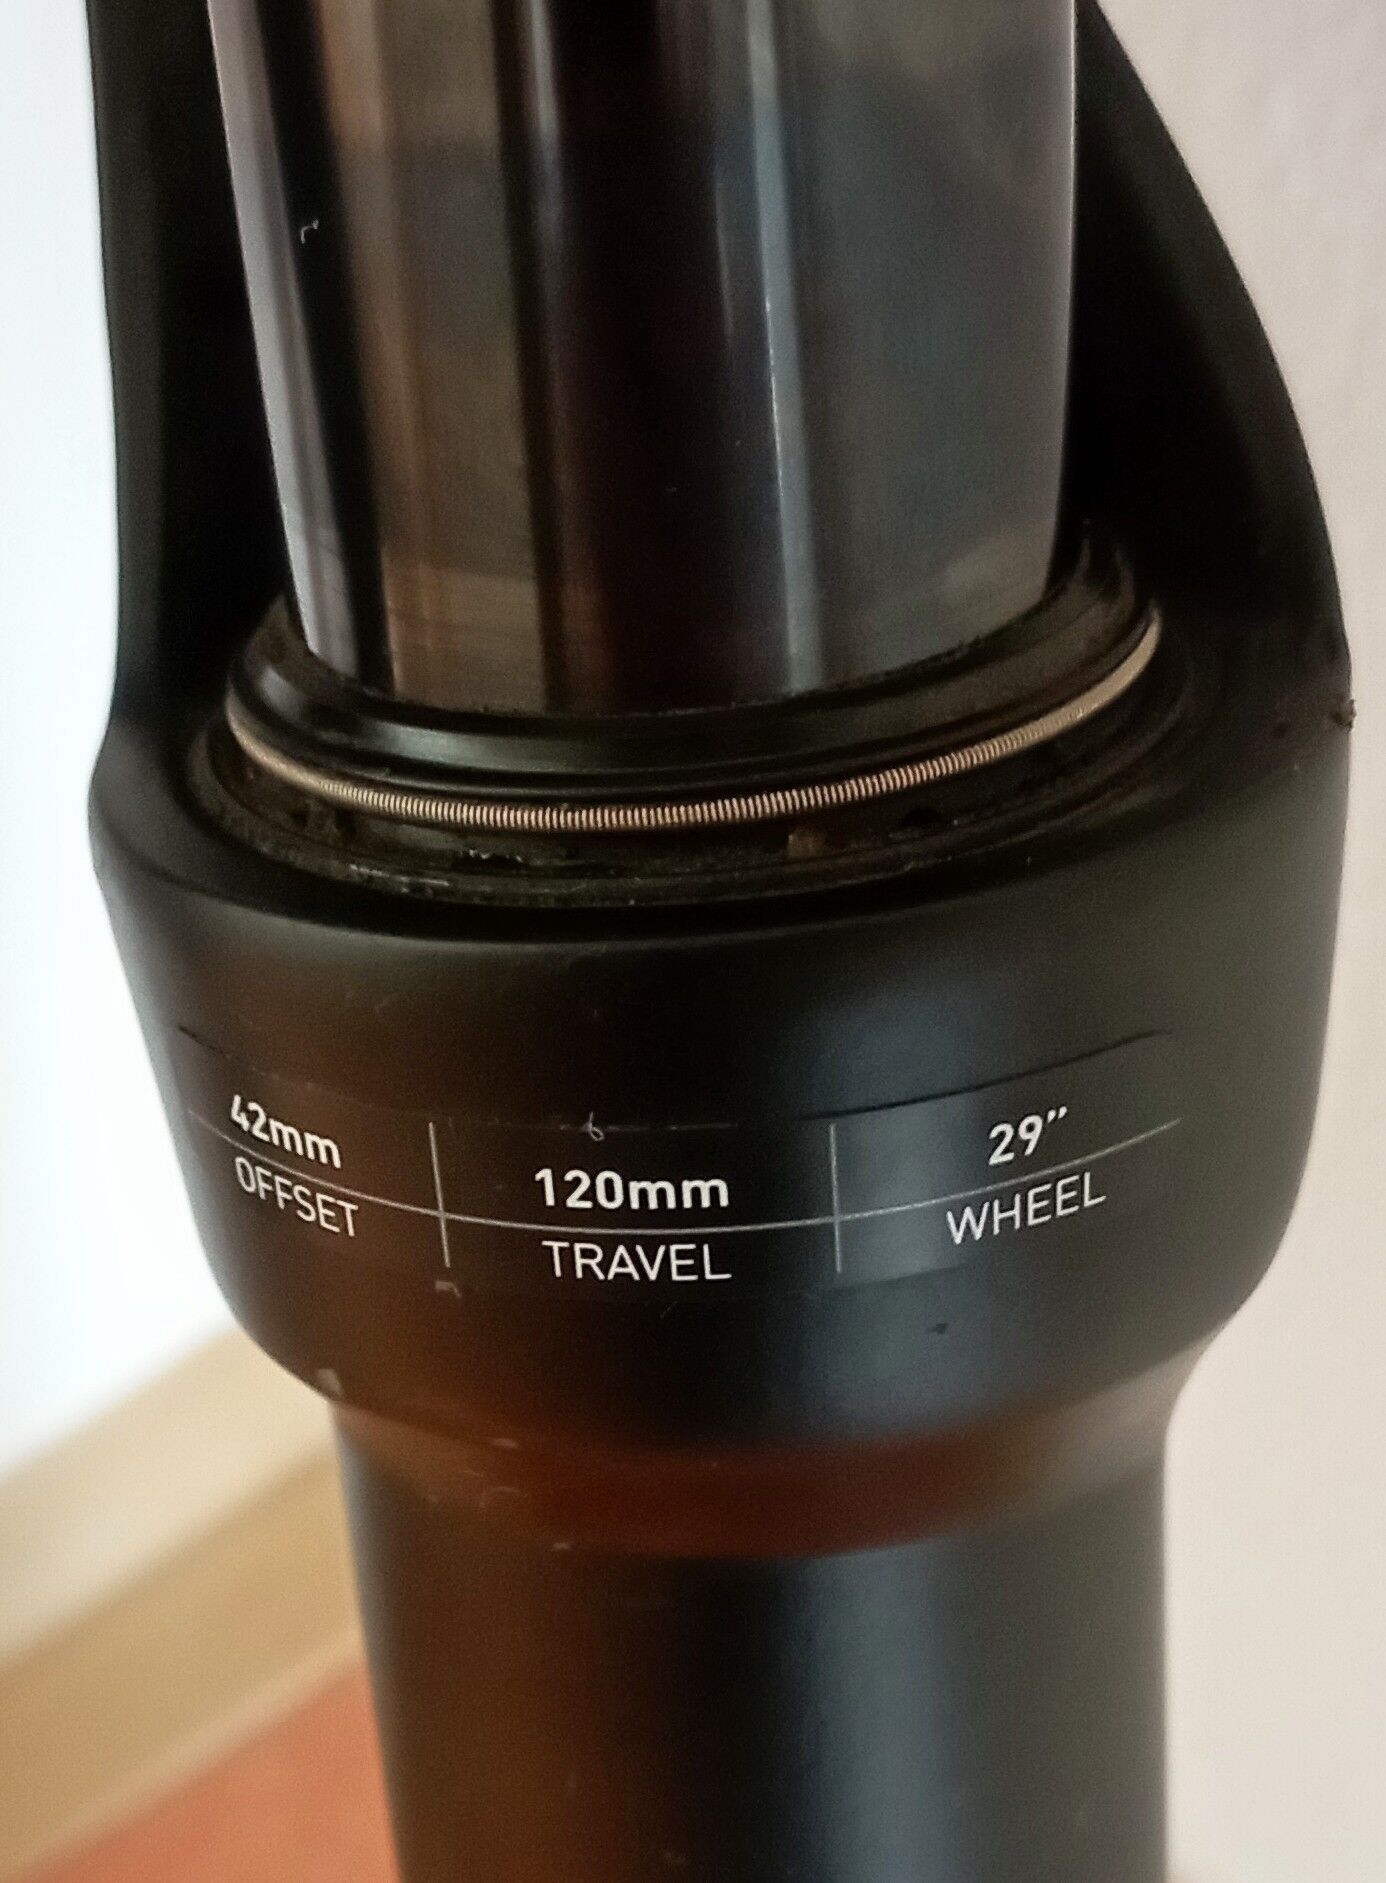 42mm
OFFSET
120mm
TRAVEL
29”
WHEEL